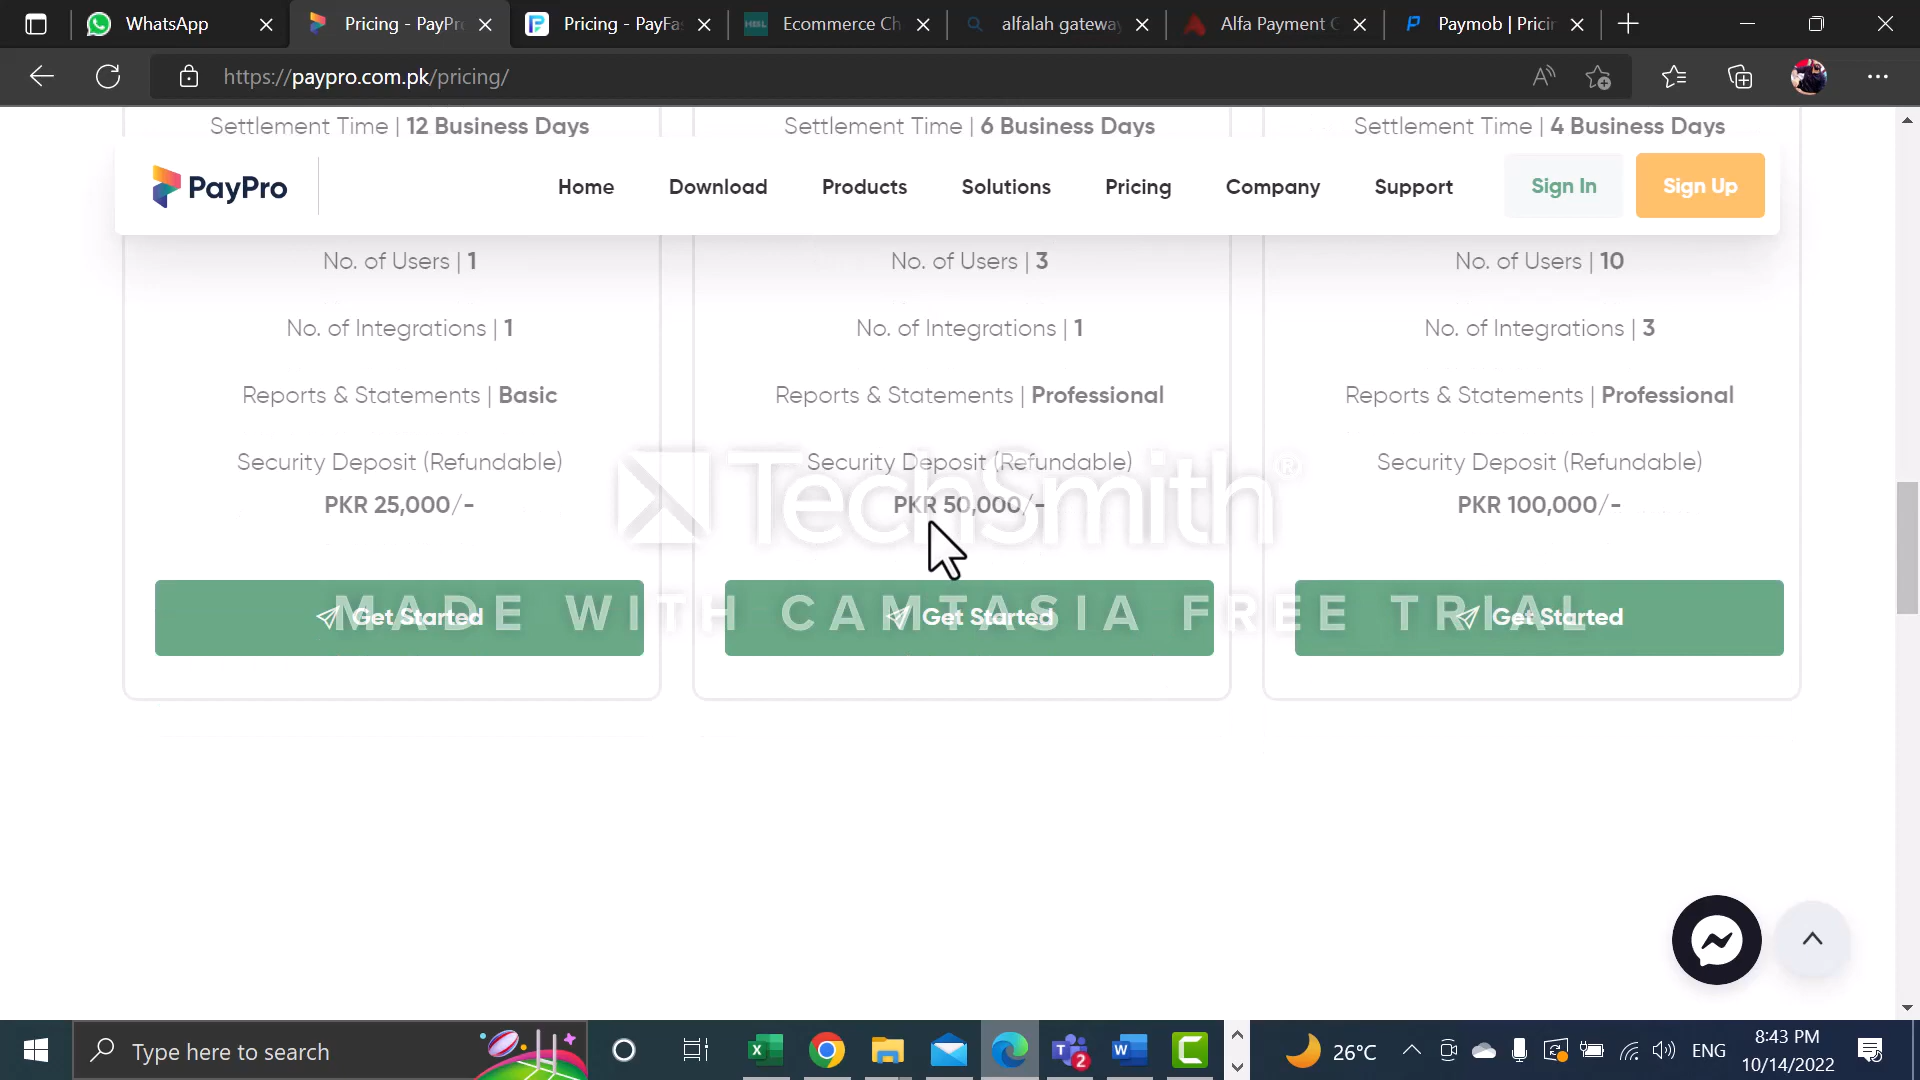 WhatsApp
Pricing - PayPr
Pricing - PayFa
HBL
Ecommerce Ch
alfalah gateway
Alfa Payment G
Paymob | Pricin
https://paypro.com.pk/pricing/
Settlement Time | 12 Business Days
Settlement Time | 6 Business Days
Settlement Time | 4 Business Days
PayPro
Home
Download
Products
Solutions
Pricing
Company
Support
Sign In
Sign Up
No. of Users | 1
No. of Users | 3
No. of Users | 10
No. of Integrations | 1
No. of Integrations | 1
No. of Integrations | 3
Reports & Statements | Basic
Reports & Statements | Professional
Reports & Statements | Professional
Security Deposit (Refundable)
Security Deposit (Refundable)
Security Deposit (Refundable)
PKR 25,000/-
PKR 50,000/-
PKR 100,000/-
TechSmith®
Get Started
Get Started
Get Started
MADE WITH CAMTASIA FREE TRIAL
Type here to search
2
26°C
ENG
8:43 PM
10/14/2022